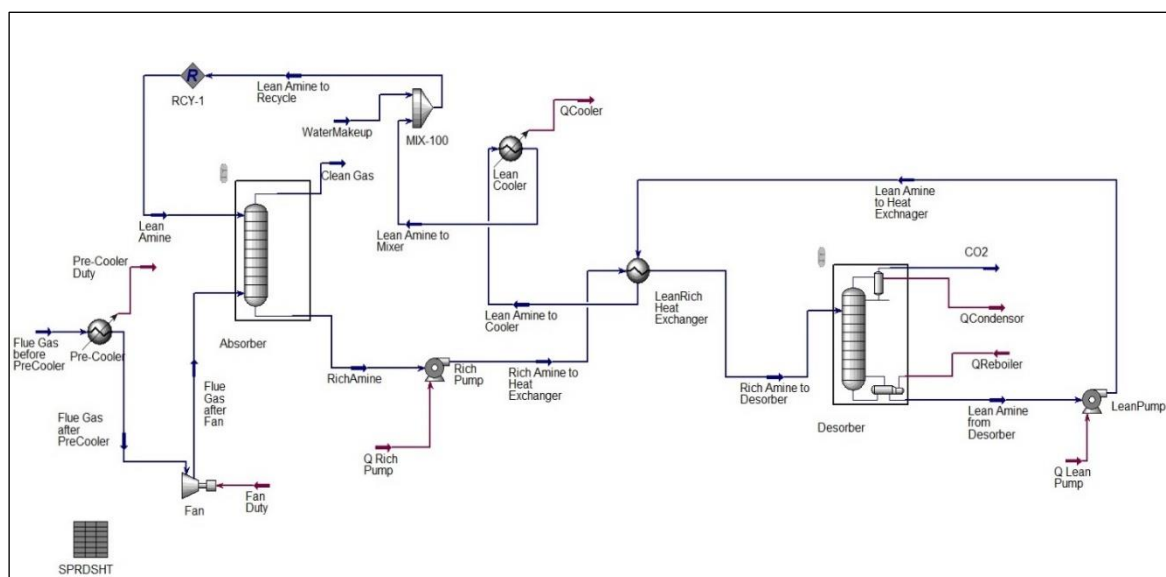 R
RCY-1
Lean Amine to
Recycle
WaterMakeup
MIX-100
QCooler
Lean
Cooler
Clean Gas
Lean
Amine
Lean Amine to
Mixer
Lean Amine
to Heat
Exchnager
Pre-Cooler
Duty
CO2
Flue Gas
before
PreCooler
Pre-Cooler
Absorber
Lean Amine to
Cooler
LeanRich
Heat
Exchanger
QCondensor
Flue Gas
after
PreCooler
Flue Gas
after
Fan
RichAmine
Rich
Pump
Rich Amine to
Heat
Exchanger
Rich Amine to
Desorber
QReboiler
Desorber
Lean Amine
from
Desorber
LeanPump
Q Rich
Pump
Q Lean
Pump
Fan
Fan
Duty
SPRDSHT